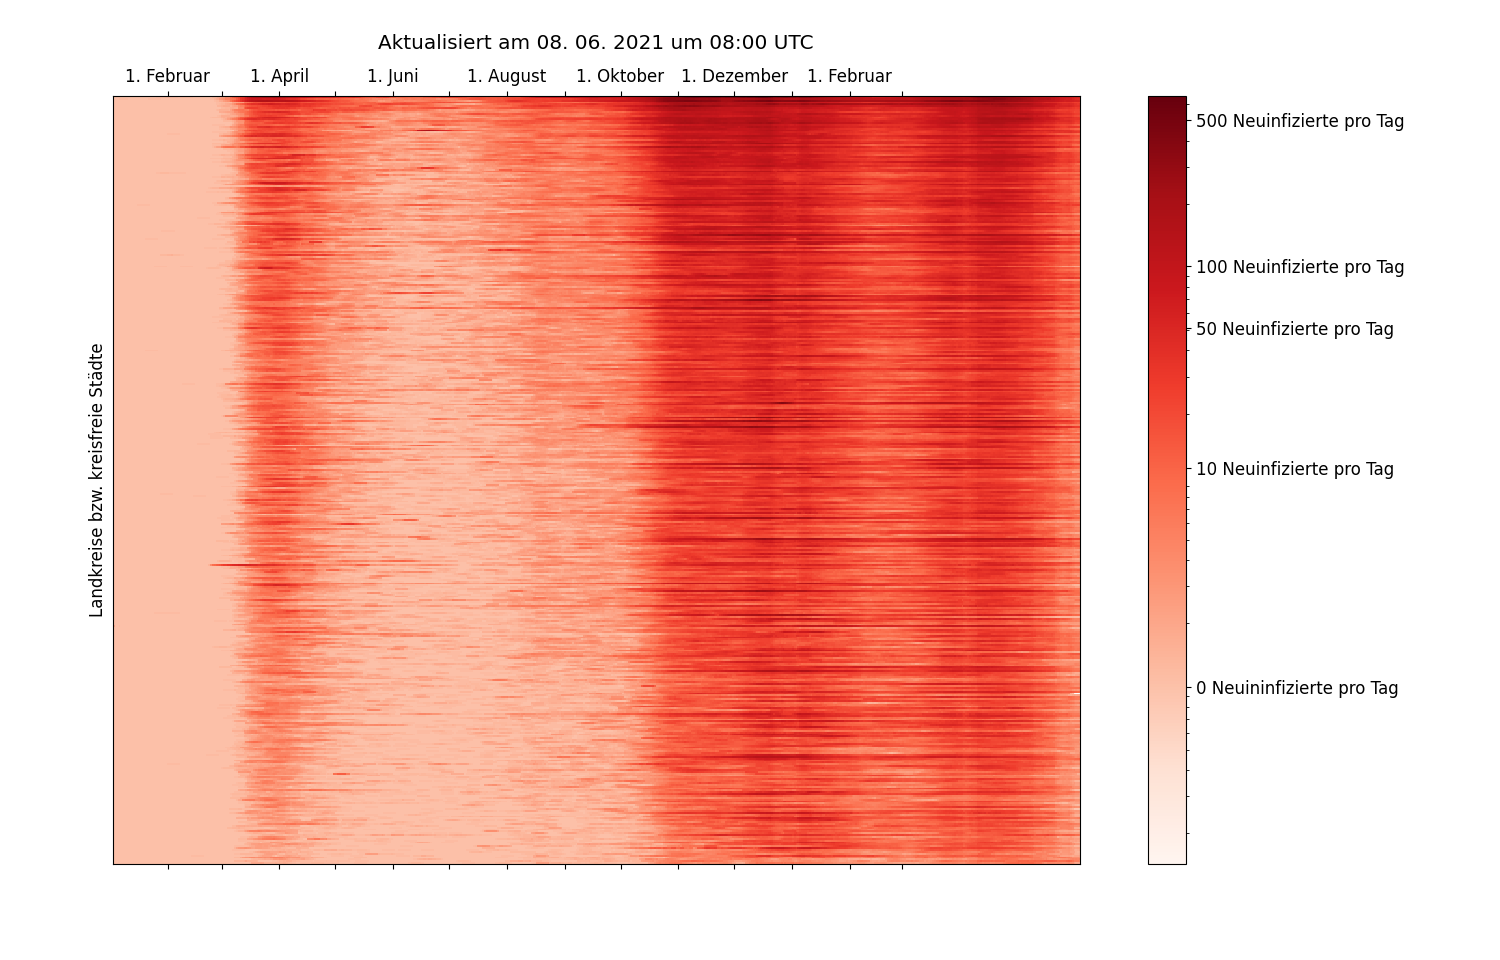 Aktualisiert am 08. 06. 2021 um 08:00 UTC
1. Februar 1. April 1. Juni 1. August 1. Oktober 1. Dezember 1. Februar
Landkreise bzw. kreisfreie Städte
500 Neuinfizierte pro Tag
100 Neuinfizierte pro Tag
50 Neuinfizierte pro Tag
10 Neuinfizierte pro Tag
0 Neuininfizierte pro Tag